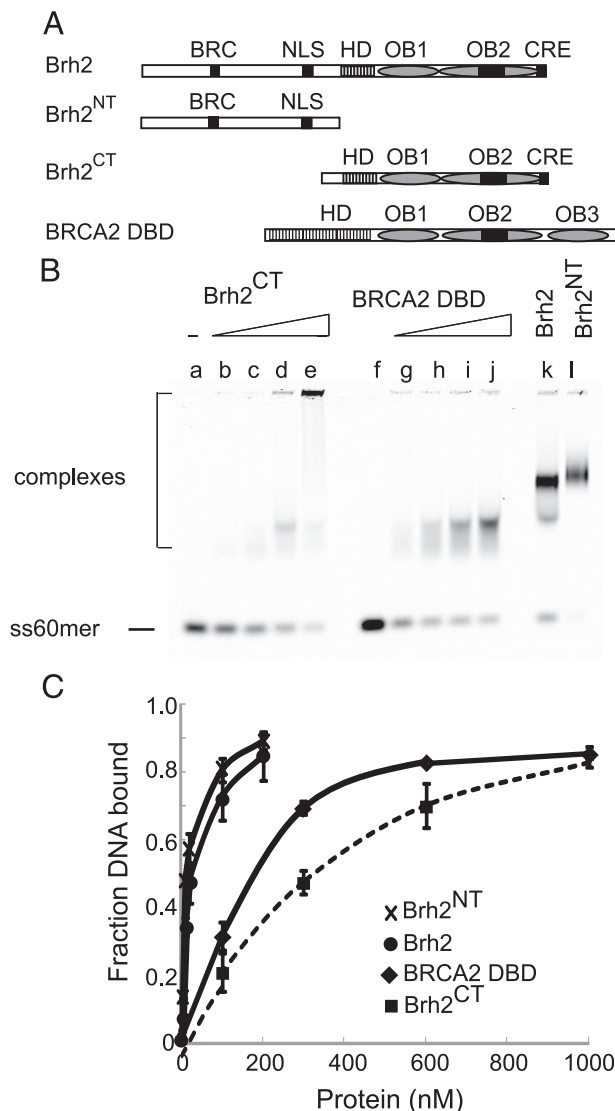 A
BRC NLS HD OB1 OB2 CRE
Brh2
BRC NLS
Brh2^NT
HD OB1 OB2 CRE
Brh2^CT
HD OB1 OB2 OB3
BRCA2 DBD
B
Brh2^CT BRCA2 DBD Brh2 Brh2^NT
–
a b c d e f g h i j k l
complexes
ss60mer
C
1.0
0.8
0.6
0.4
0.2
0
Fraction DNA bound
Brh2^NT
Brh2
BRCA2 DBD
Brh2^CT
0 200 400 600 800 1000
Protein (nM)